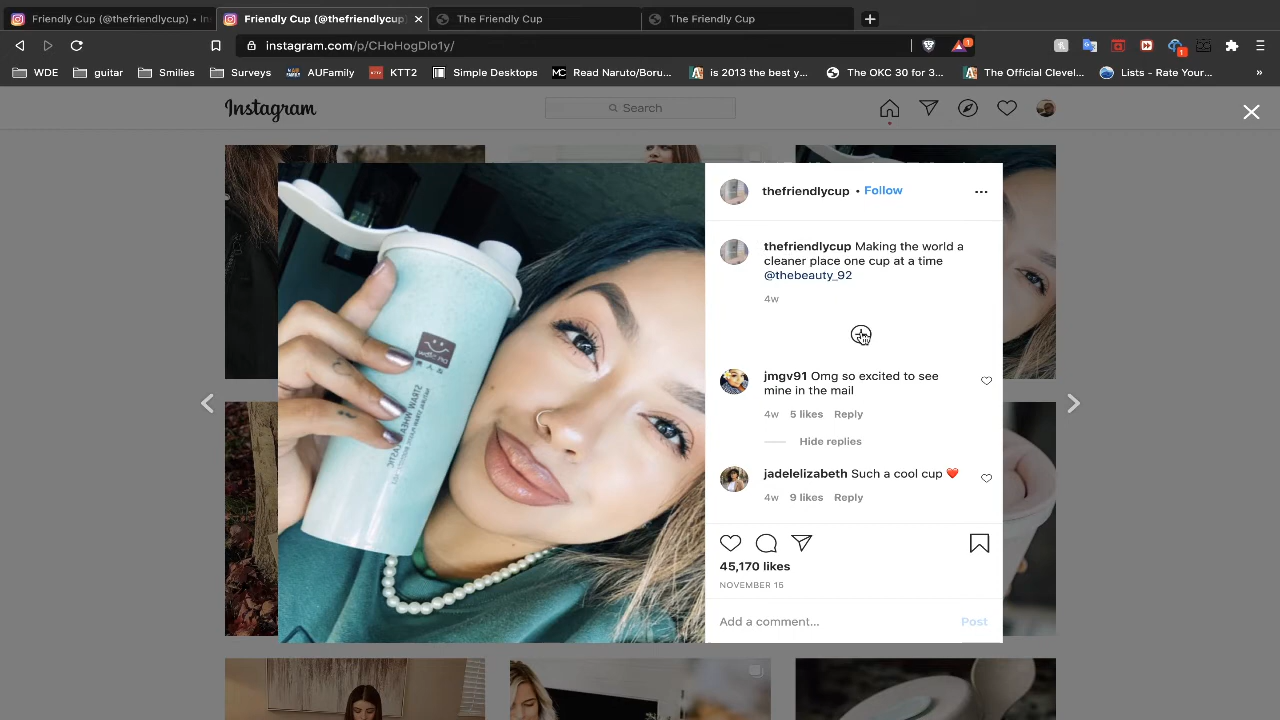 Friendly Cup (@thefriendlycup) • Ins
Friendly Cup (@thefriendlycup)
The Friendly Cup
The Friendly Cup
instagram.com/p/CHoHogDlo1y/
1
1
WDE
guitar
Smilies
Surveys
AUFamily
KTT2
Simple Desktops
Read Naruto/Boru...
is 2013 the best y...
The OKC 30 for 3...
The Official Clevel...
Lists - Rate Your...
»
Instagram
Search
thefriendlycup • Follow
thefriendlycup Making the world a
cleaner place one cup at a time
@thebeauty_92
4w
jmgv91 Omg so excited to see
mine in the mail
4w 5 likes Reply
Hide replies
jadelelizabeth Such a cool cup ❤️
4w 9 likes Reply
45,170 likes
NOVEMBER 16
Add a comment...
Post